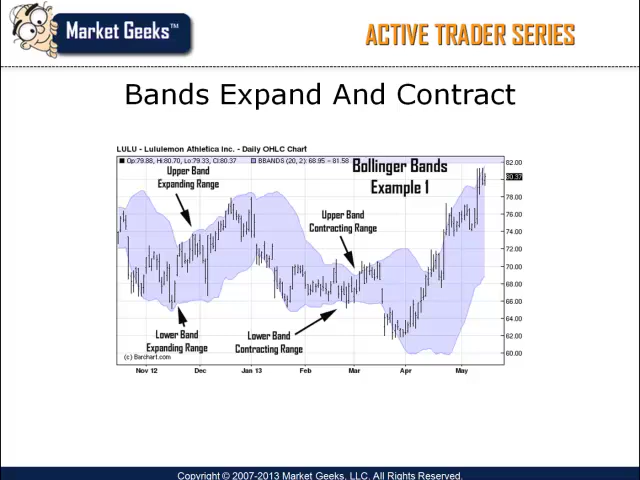 Market Geeks™
ACTIVE TRADER SERIES
Bands Expand And Contract
LULU - Lululemon Athletica Inc. - Daily OHLC Chart
Op:79.88, Hi:80.70, Lo:79.33, Cl:80.37
BBANDS (20, 2): 68.95 - 81.58
Bollinger Bands
Example 1
Upper Band
Expanding Range
Upper Band
Contracting Range
Lower Band
Expanding Range
Lower Band
Contracting Range
82.00
80.37
78.00
76.00
74.00
72.00
70.00
68.00
66.00
64.00
62.00
60.00
(c) Barchart.com
Nov 12 Dec Jan 13 Feb Mar Apr May
Copyright © 2007-2013 Market Geeks, LLC. All Rights Reserved.